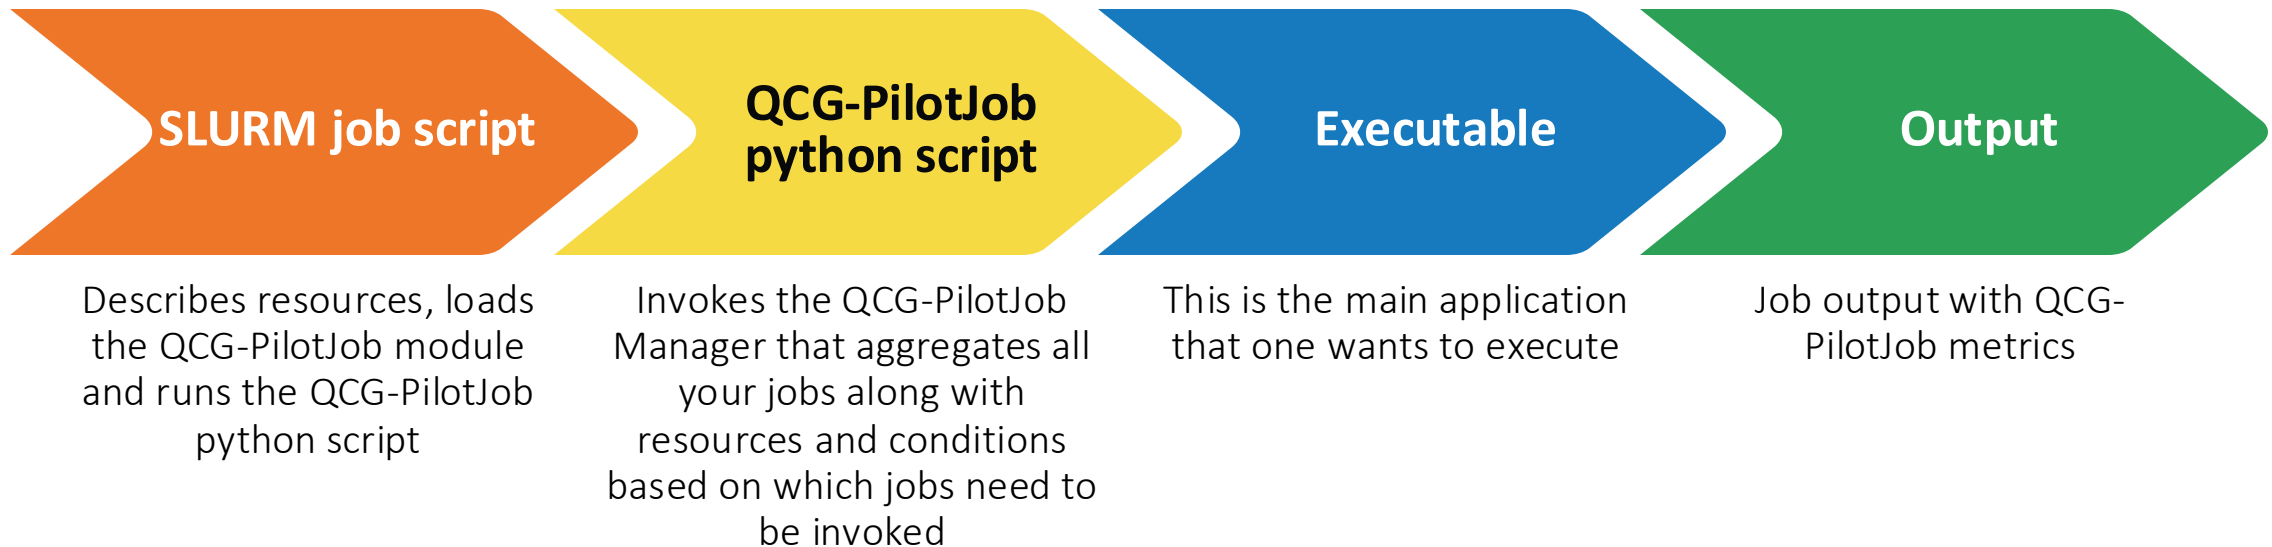 SLURM job script
QCG-PilotJob
python script
Executable
Output
Describes resources, loads
the QCG-PilotJob module
and runs the QCG-PilotJob
python script
Invokes the QCG-PilotJob
Manager that aggregates all
your jobs along with
resources and conditions
based on which jobs need to
be invoked
This is the main application
that one wants to execute
Job output with QCG-
PilotJob metrics